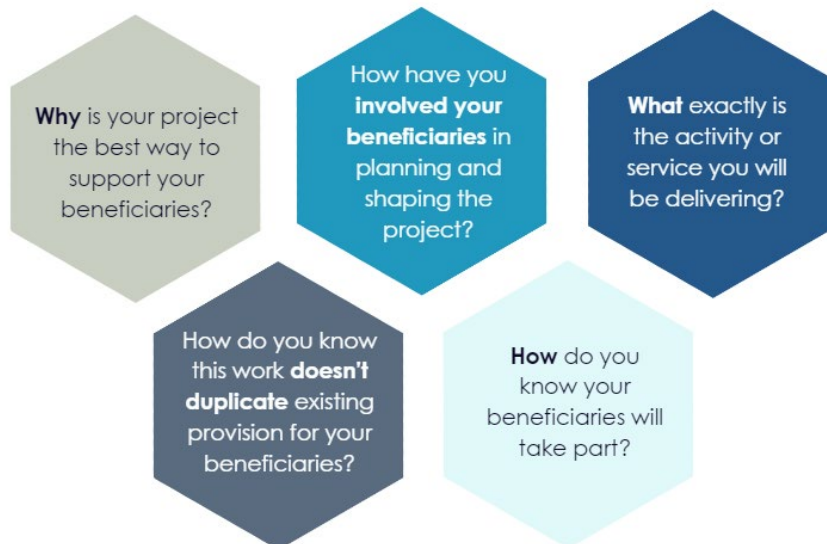 Why is your project
the best way to
support your
beneficiaries?
How have you
involved your
beneficiaries in
planning and
shaping the
project?
What exactly is
the activity or
service you will
be delivering?
How do you know
this work doesn't
duplicate existing
provision for your
beneficiaries?
How do you
know your
beneficiaries will
take part?